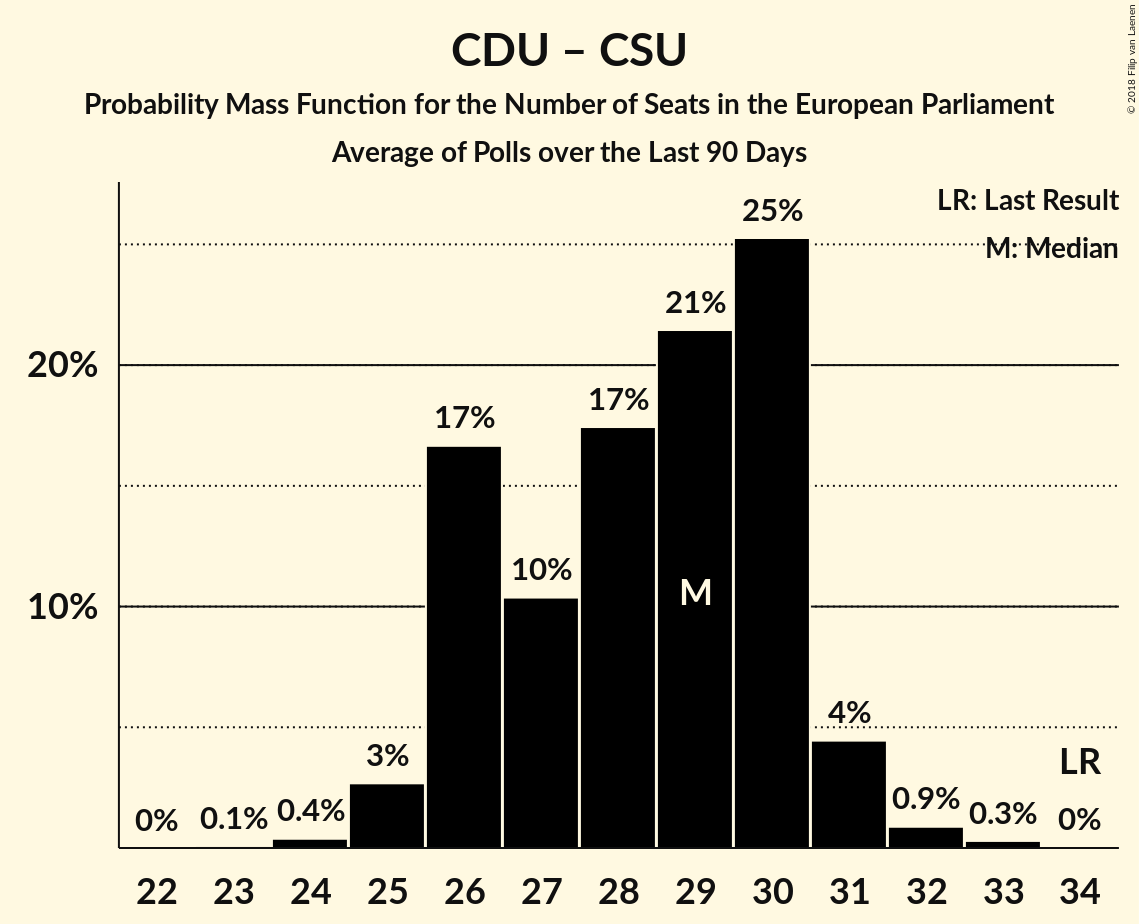 CDU – CSU
Probability Mass Function for the Number of Seats in the European Parliament
Average of Polls over the Last 90 Days
© 2018 Filip van Laenen
LR: Last Result
M: Median
25%
21%
20%
17%
17%
10%
10%
M
4%
3%
LR
0%
0.1%
0.4%
0.9%
0.3%
0%
22 23 24 25 26 27 28 29 30 31 32 33 34